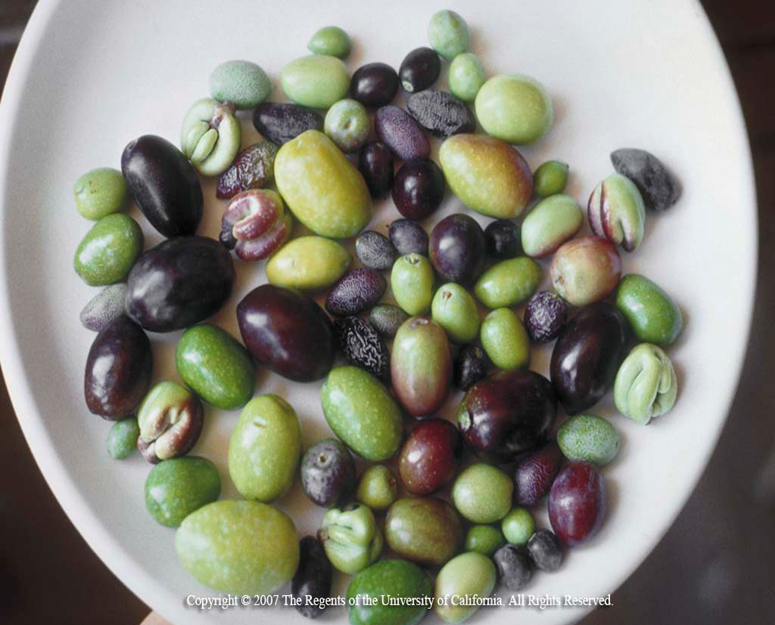 Copyright © 2007 The Regents of the University of California. All Rights Reserved.